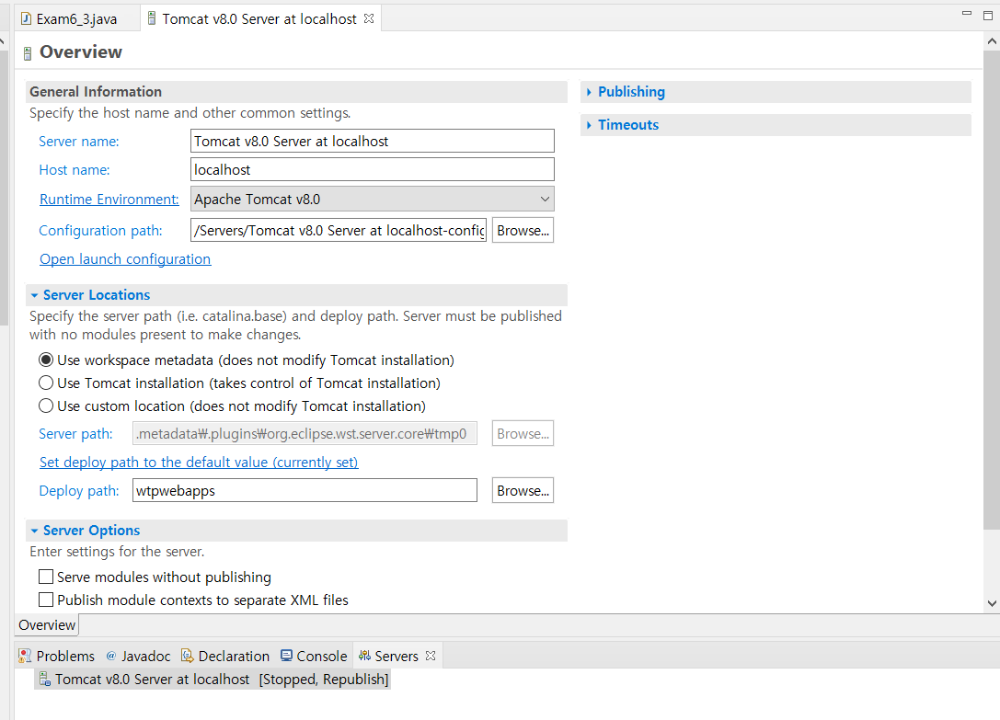 Exam6_3.java
Tomcat v8.0 Server at localhost
Overview
General Information
Specify the host name and other common settings.
Server name: Tomcat v8.0 Server at localhost
Host name: localhost
Runtime Environment: Apache Tomcat v8.0
Configuration path: /Servers/Tomcat v8.0 Server at localhost-config Browse...
Open launch configuration
Server Locations
Specify the server path (i.e. catalina.base) and deploy path. Server must be published
with no modules present to make changes.
Use workspace metadata (does not modify Tomcat installation)
Use Tomcat installation (takes control of Tomcat installation)
Use custom location (does not modify Tomcat installation)
Server path: .metadata₩.plugins₩org.eclipse.wst.server.core₩tmp0 Browse...
Set deploy path to the default value (currently set)
Deploy path: wtpwebapps Browse...
Server Options
Enter settings for the server.
Serve modules without publishing
Publish module contexts to separate XML files
Publishing
Timeouts
Overview
Problems @ Javadoc Declaration Console Servers
Tomcat v8.0 Server at localhost [Stopped, Republish]